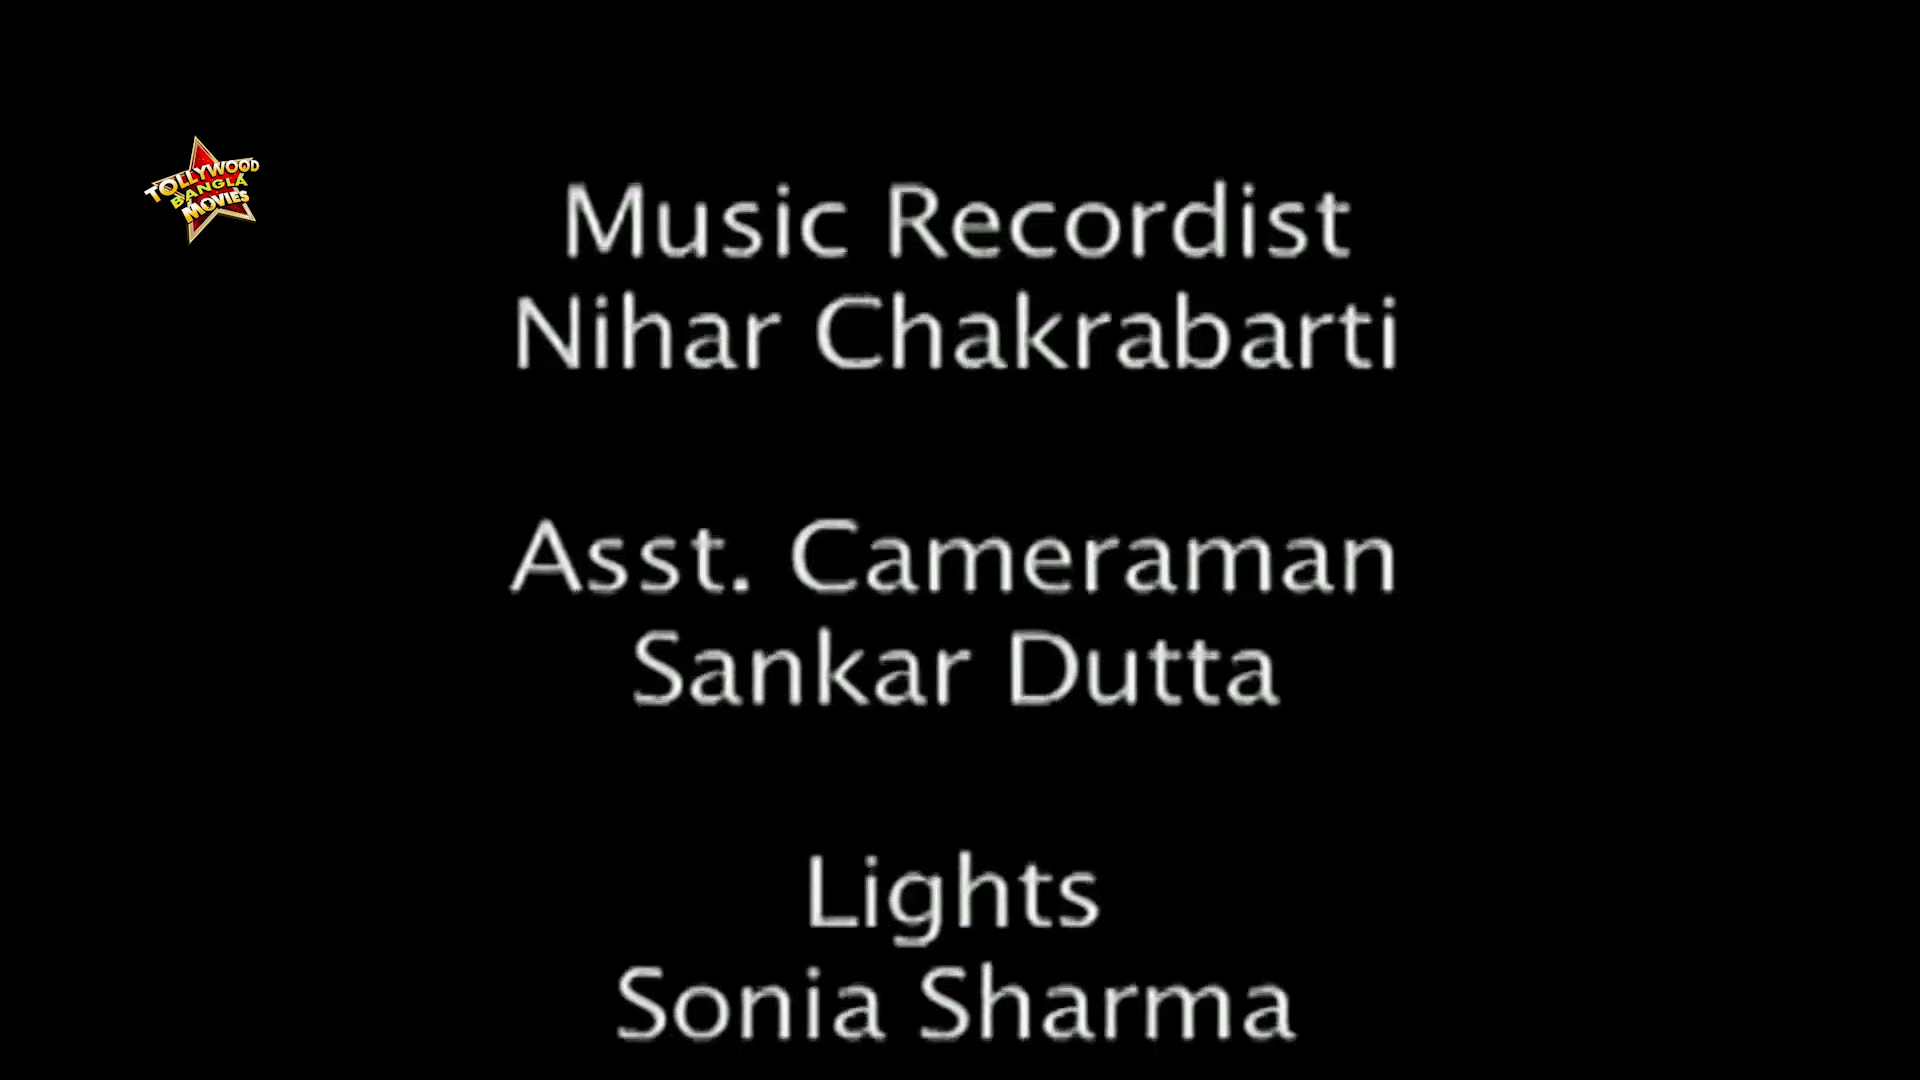 TOLLYWOOD
BANGLA
MOVIES
Music Recordist
Nihar Chakrabarti
Asst. Cameraman
Sankar Dutta
Lights
Sonia Sharma